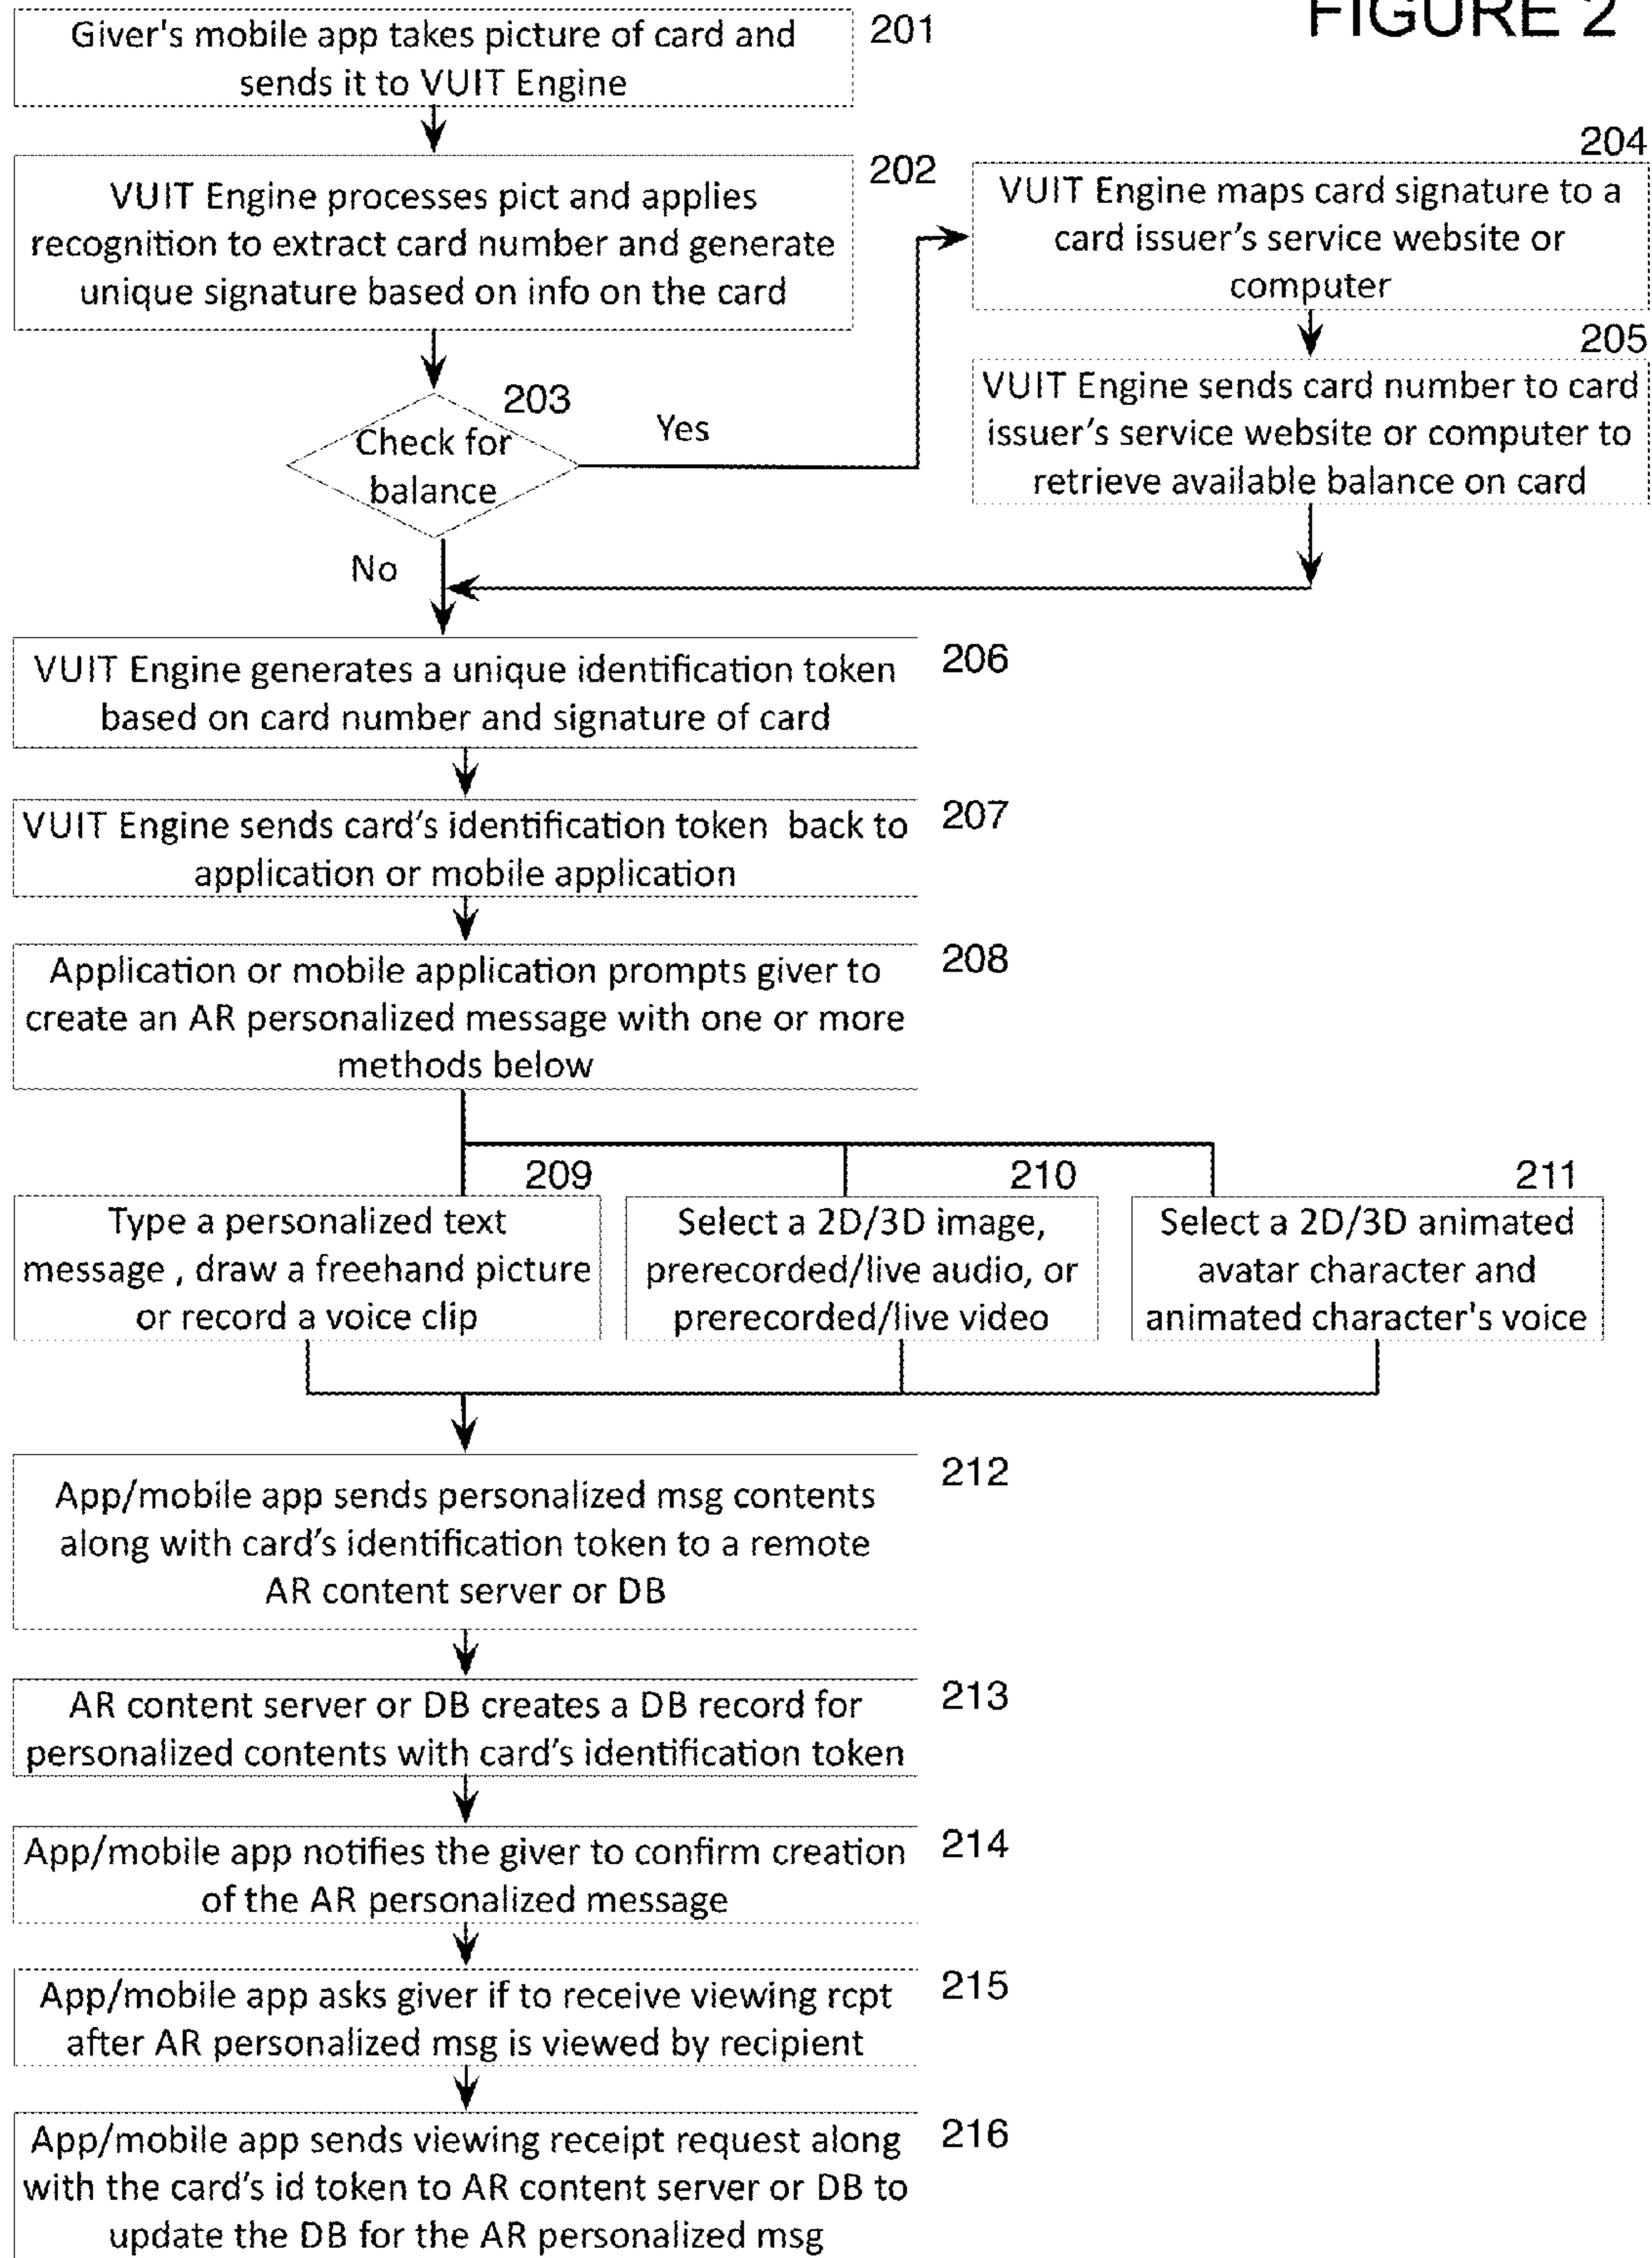 FIGURE 2
Giver's mobile app takes picture of card and
sends it to VUIT Engine
201
VUIT Engine processes pict and applies
recognition to extract card number and generate
unique signature based on info on the card
202
203
Check for
balance
Yes
No
204
VUIT Engine maps card signature to a
card issuer's service website or
computer
205
VUIT Engine sends card number to card
issuer's service website or computer to
retrieve available balance on card
VUIT Engine generates a unique identification token
based on card number and signature of card
206
VUIT Engine sends card's identification token back to
application or mobile application
207
Application or mobile application prompts giver to
create an AR personalized message with one or more
methods below
208
209
Type a personalized text
message , draw a freehand picture
or record a voice clip
210
Select a 2D/3D image,
prerecorded/live audio, or
prerecorded/live video
211
Select a 2D/3D animated
avatar character and
animated character's voice
App/mobile app sends personalized msg contents
along with card's identification token to a remote
AR content server or DB
212
AR content server or DB creates a DB record for
personalized contents with card's identification token
213
App/mobile app notifies the giver to confirm creation
of the AR personalized message
214
App/mobile app asks giver if to receive viewing rcpt
after AR personalized msg is viewed by recipient
215
App/mobile app sends viewing receipt request along
with the card's id token to AR content server or DB to
update the DB for the AR personalized msg
216